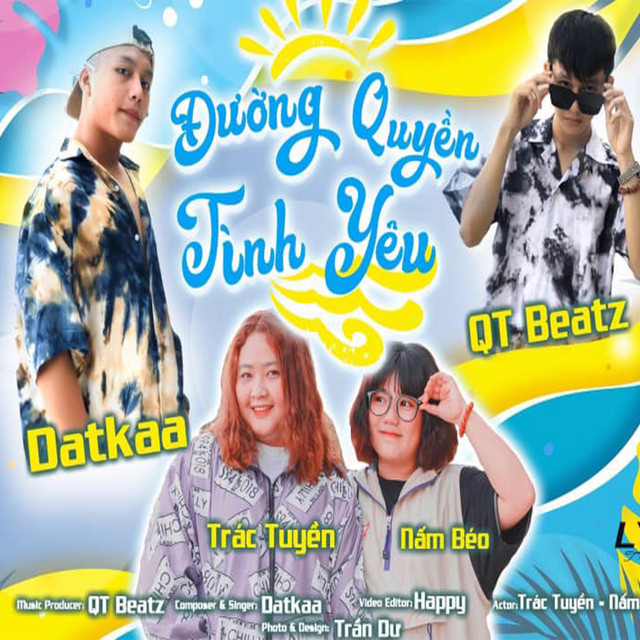 Đường Quyền
Tình Yêu
QT Beatz
Datkaa
Trác Tuyền
Nấm Béo
Music Producer: QT Beatz Composer & Singer: Datkaa Video Editor: Happy Actor: Trác Tuyền - Nấm
Photo & Design: Trần Dư